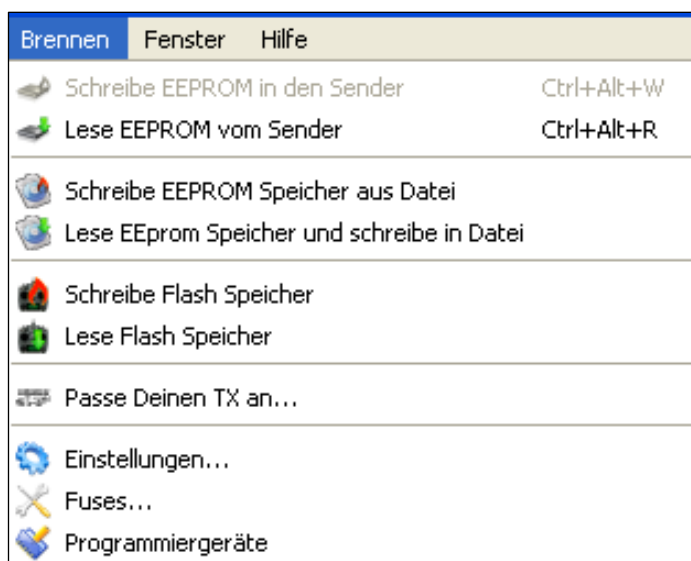 Brennen Fenster Hilfe
Schreibe EEPROM in den Sender Ctrl+Alt+W
Lese EEPROM vom Sender Ctrl+Alt+R
Schreibe EEPROM Speicher aus Datei
Lese EEprom Speicher und schreibe in Datei
Schreibe Flash Speicher
Lese Flash Speicher
Passe Deinen TX an...
Einstellungen...
Fuses...
Programmiergeräte